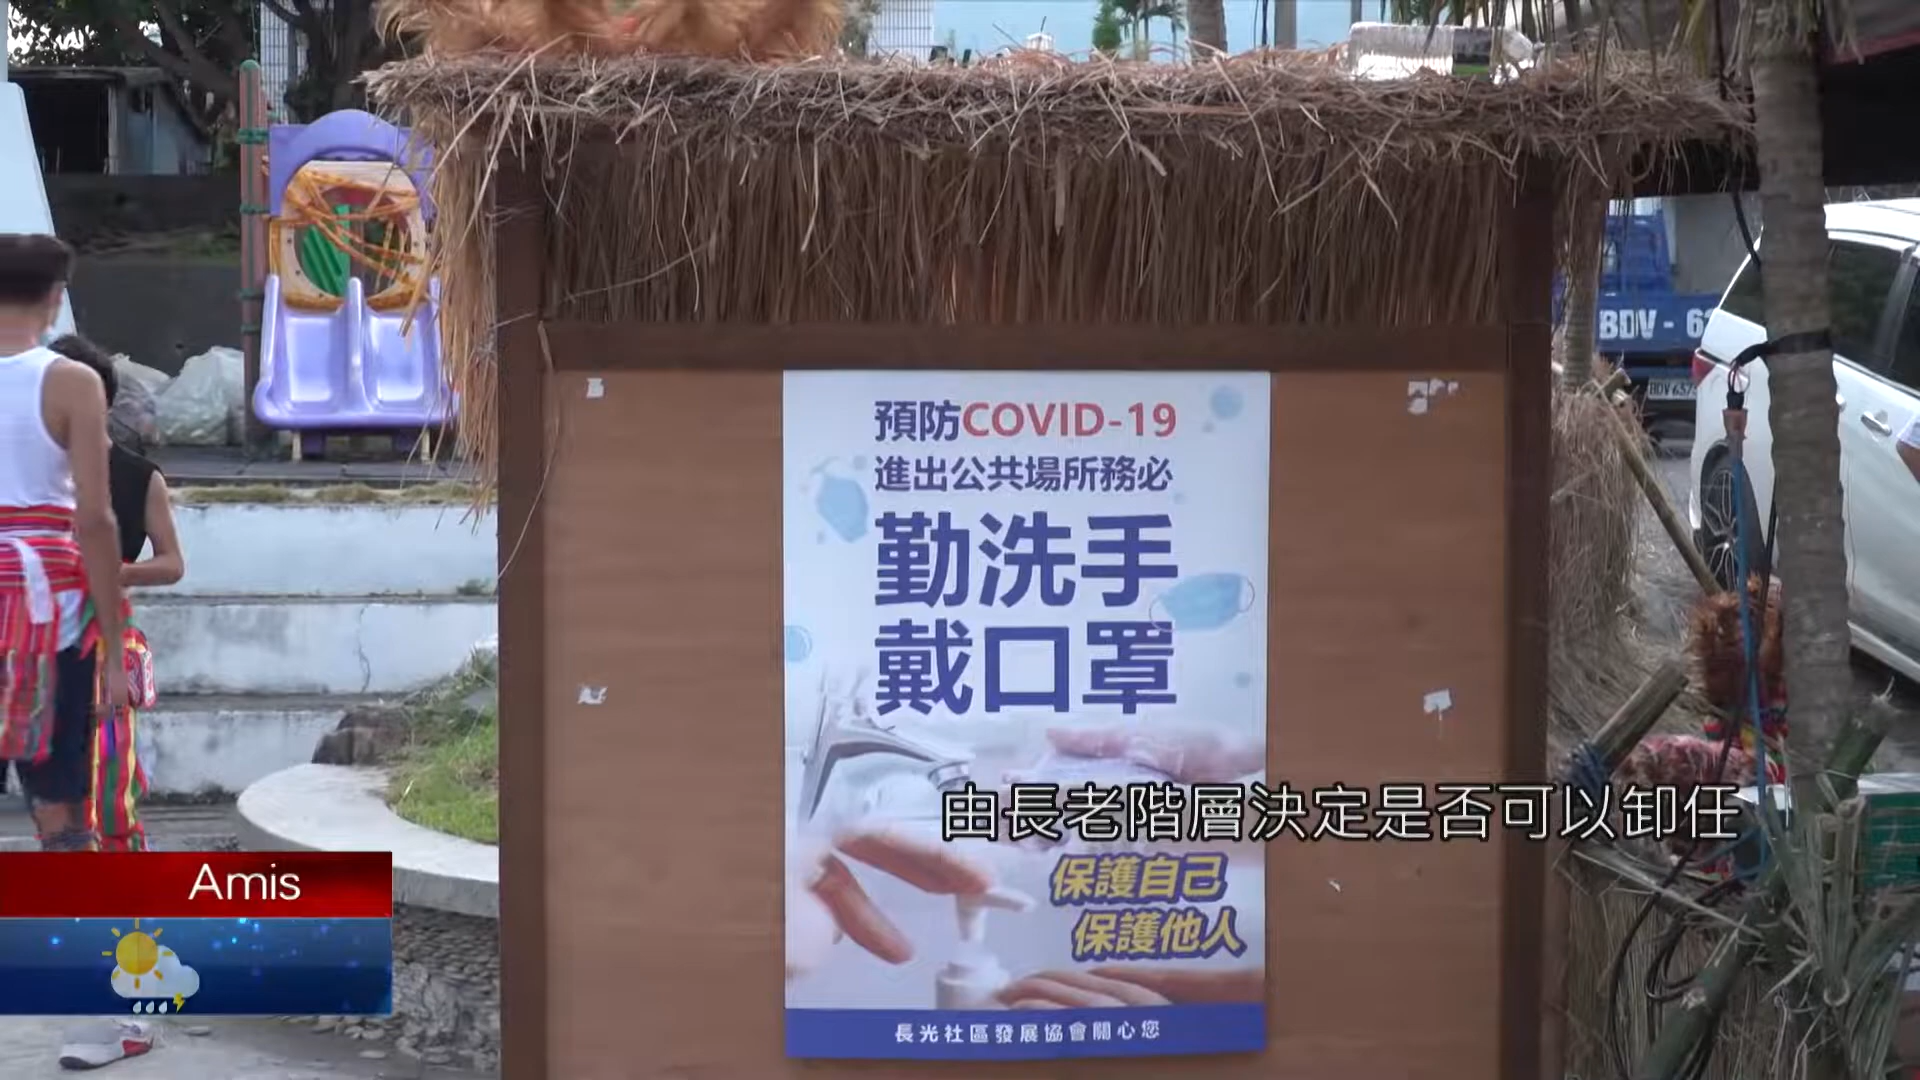 BDV - 6
BDV 637
預防COVID-19
進出公共場所務必
勤洗手
戴口罩
由長老階層決定是否可以卸任
保護自己
保護他人
Amis
長光社區發展協會關心您